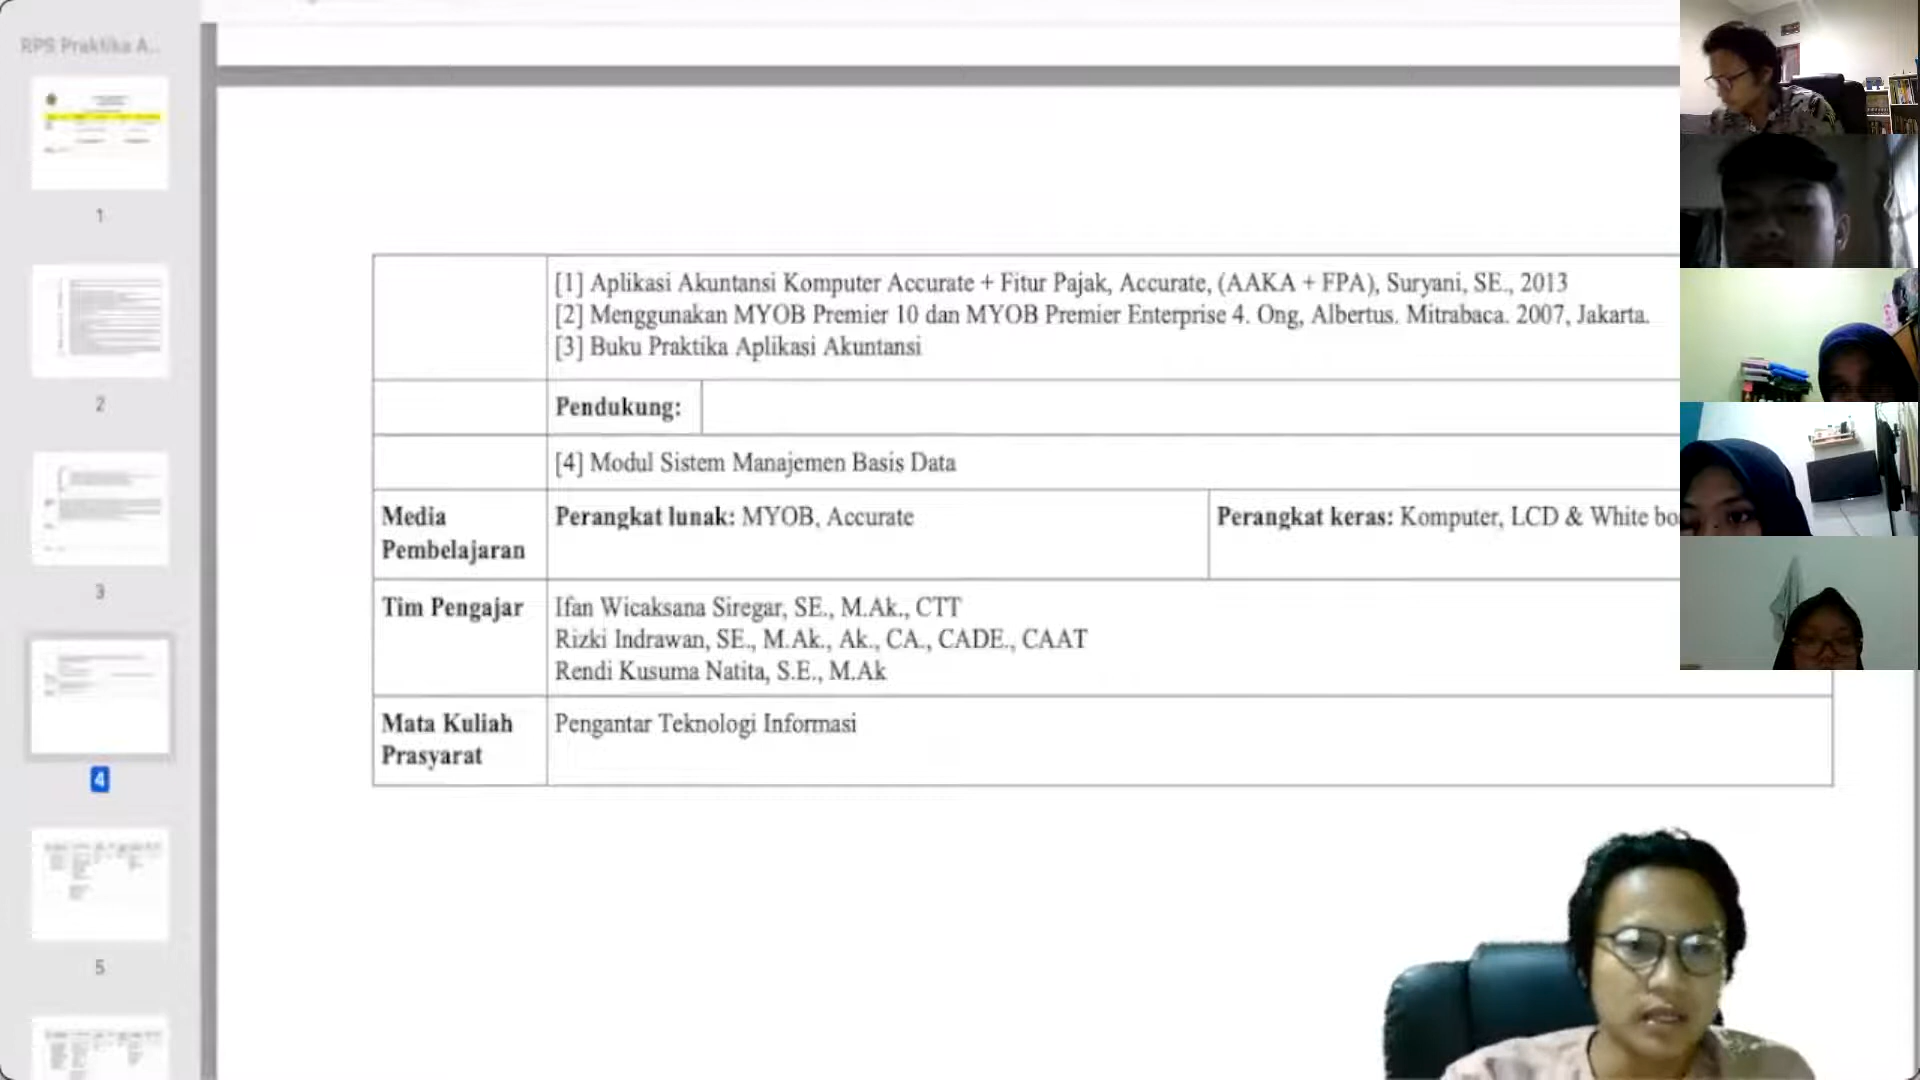 RPS Praktika A...
1
2
3
4
5
[1] Aplikasi Akuntansi Komputer Accurate + Fitur Pajak, Accurate, (AAKA + FPA), Suryani, SE., 2013
[2] Menggunakan MYOB Premier 10 dan MYOB Premier Enterprise 4. Ong, Albertus. Mitrabaca. 2007, Jakarta.
[3] Buku Praktika Aplikasi Akuntansi
Pendukung:
[4] Modul Sistem Manajemen Basis Data
Media Perangkat lunak: MYOB, Accurate Perangkat keras: Komputer, LCD & White bo
Pembelajaran
Tim Pengajar Ifan Wicaksana Siregar, SE., M.Ak., CTT
Rizki Indrawan, SE., M.Ak., Ak., CA., CADE., CAAT
Rendi Kusuma Natita, S.E., M.Ak
Mata Kuliah Pengantar Teknologi Informasi
Prasyarat